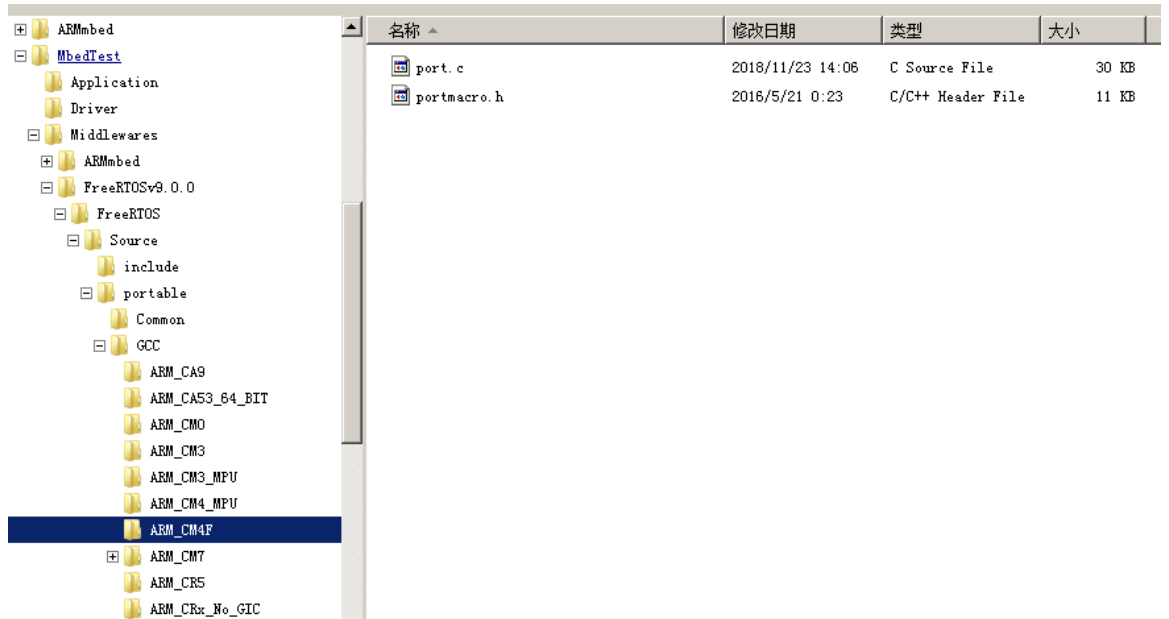 ARMmbed
MbedTest
Application
Driver
Middlewares
ARMmbed
FreeRTOSv9.0.0
FreeRTOS
Source
include
portable
Common
GCC
ARM_CA9
ARM_CA53_64_BIT
ARM_CM0
ARM_CM3
ARM_CM3_MPU
ARM_CM4_MPU
ARM_CM4F
ARM_CM7
ARM_CR5
ARM_CRx_No_GIC
名称 修改日期 类型 大小
port.c 2018/11/23 14:06 C Source File 30 KB
portmacro.h 2016/5/21 0:23 C/C++ Header File 11 KB